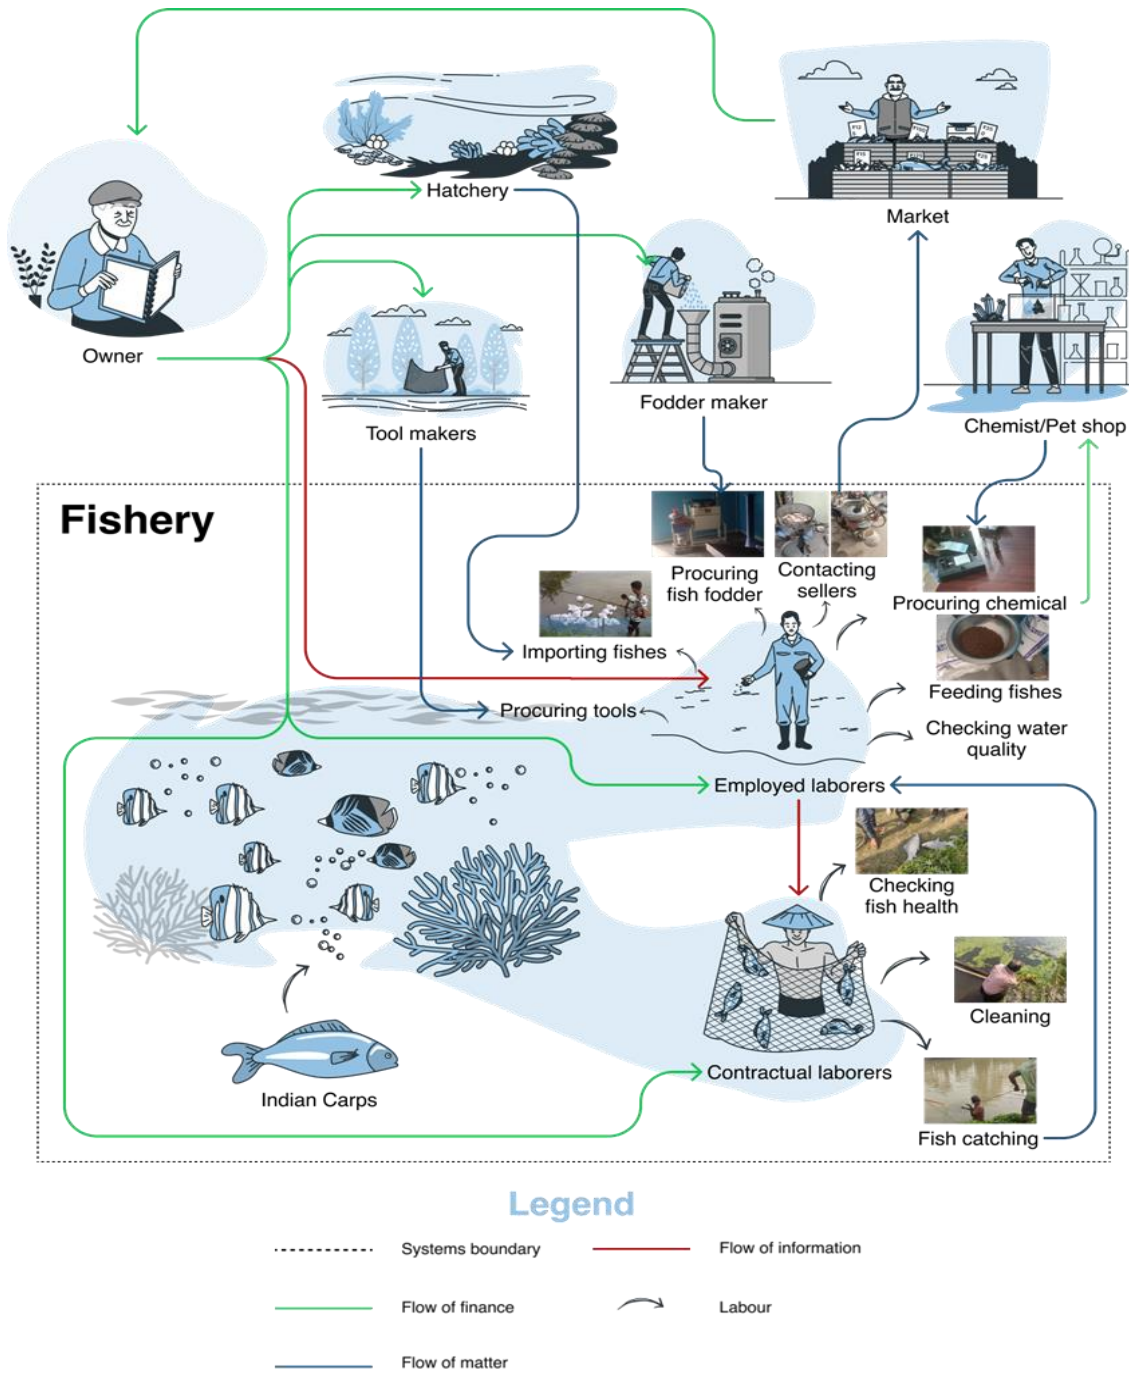 Hatchery
Market
Owner
Tool makers
Fodder maker
Chemist/Pet shop
Fishery
Procuring
fish fodder
Contacting
sellers
Procuring chemical
Importing fishes
Feeding fishes
Procuring tools
Checking water
quality
Employed laborers
Checking
fish health
Cleaning
Contractual laborers
Indian Carps
Fish catching
Legend
Systems boundary
Flow of information
Flow of finance
Labour
Flow of matter